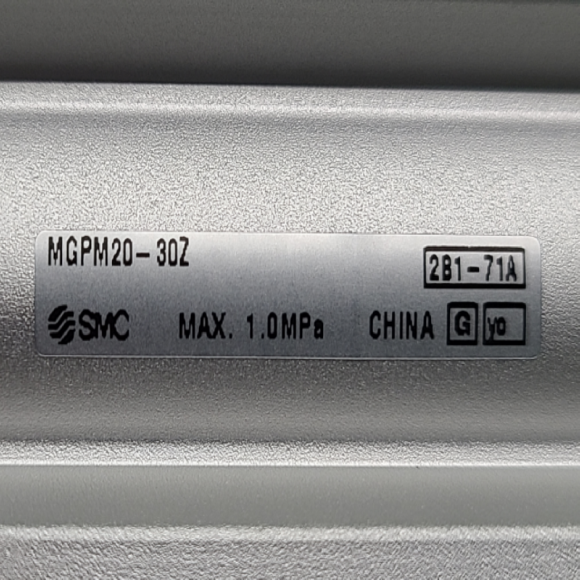 MGPM20-30Z
2B1-71A
SMC MAX. 1.0MPa CHINA G yo